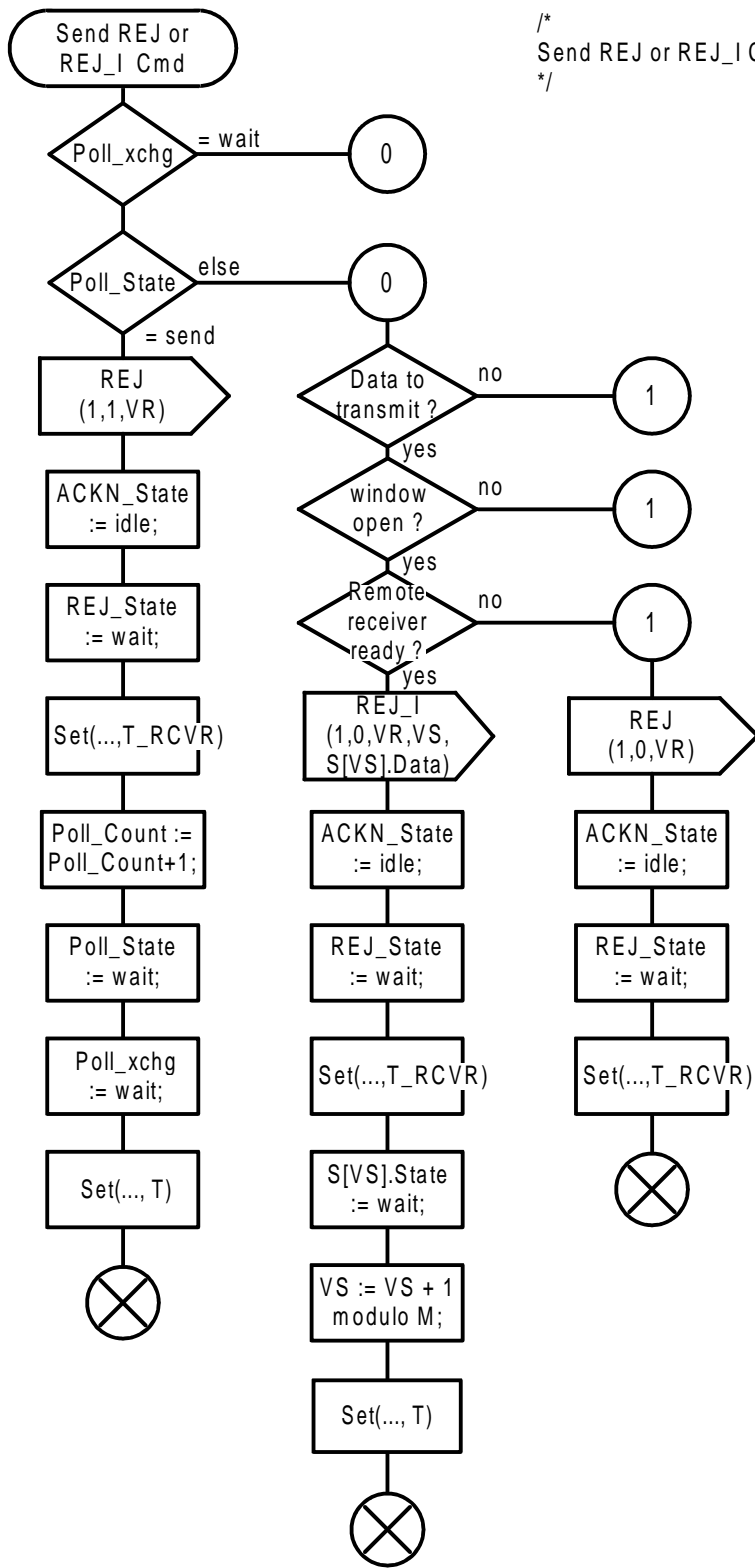 Send REJ or
REJ_I Cmd
/*
Send REJ or REJ_I
*/
Poll_xchg
= wait
0
Poll_State
else
0
= send
REJ
(1,1,VR)
ACKN_State
:= idle;
REJ_State
:= wait;
Set(...,T_RCVR)
Poll_Count :=
Poll_Count+1;
Poll_State
:= wait;
Poll_xchg
:= wait;
Set(..., T)
Data to
transmit ?
no
1
yes
window
open ?
no
1
yes
Remote
receiver
ready ?
no
1
yes
REJ_I
(1,0,VR,VS,
S[VS].Data)
ACKN_State
:= idle;
REJ_State
:= wait;
Set(...,T_RCVR)
S[VS].State
:= wait;
VS := VS + 1
modulo M;
Set(..., T)
REJ
(1,0,VR)
ACKN_State
:= idle;
REJ_State
:= wait;
Set(...,T_RCVR)